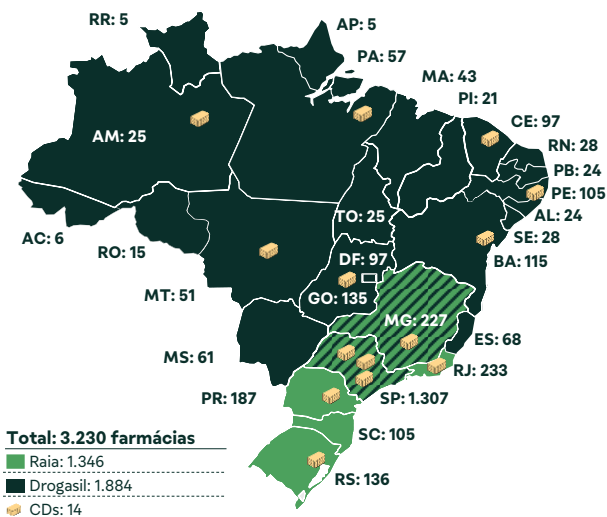 RR: 5
AP: 5
PA: 57
MA: 43
PI: 21
CE: 97
AM: 25
RN: 28
PB: 24
PE: 105
TO: 25
AL: 24
AC: 6
SE: 28
RO: 15
DF: 97
BA: 115
MT: 51
GO: 135
MG: 227
ES: 68
MS: 61
RJ: 233
PR: 187
SP: 1.307
SC: 105
RS: 136
Total: 3.230 farmácias
Raia: 1.346
Drogasil: 1.884
CDs: 14